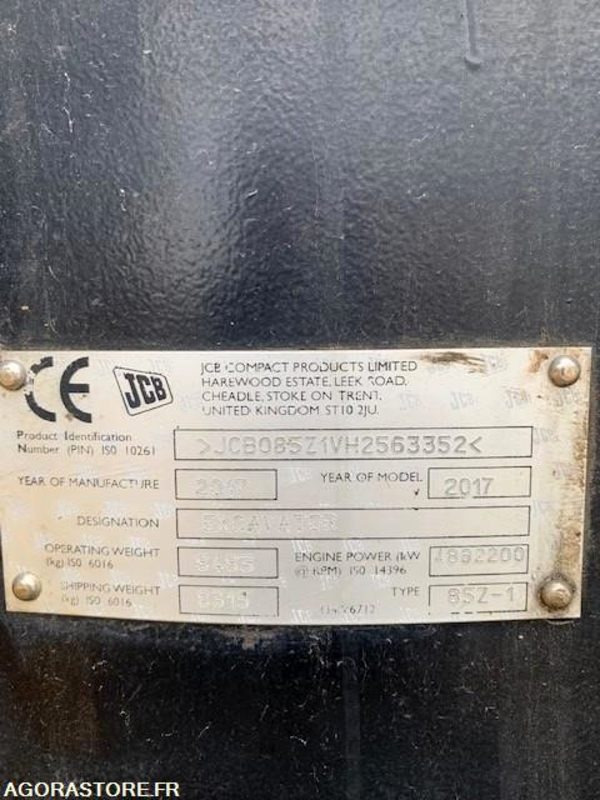 CE JCB
JCB COMPACT PRODUCTS LIMITED
HAREWOOD ESTATE, LEEK ROAD,
CHEADLE, STOKE ON TRENT,
UNITED KINGDOM ST10 2JU.
Product Identification
Number (PIN) ISO 10261 >JCB085Z1VH2563352<
YEAR OF MANUFACTURE 2017 YEAR OF MODEL 2017
DESIGNATION EXCAVATOR
OPERATING WEIGHT
(kg) ISO 6016
ENGINE POWER (kW
@ RPM) ISO 14396
SHIPPING WEIGHT
(kg) ISO 6016
TYPE 85Z-1
AGORASTORE.FR